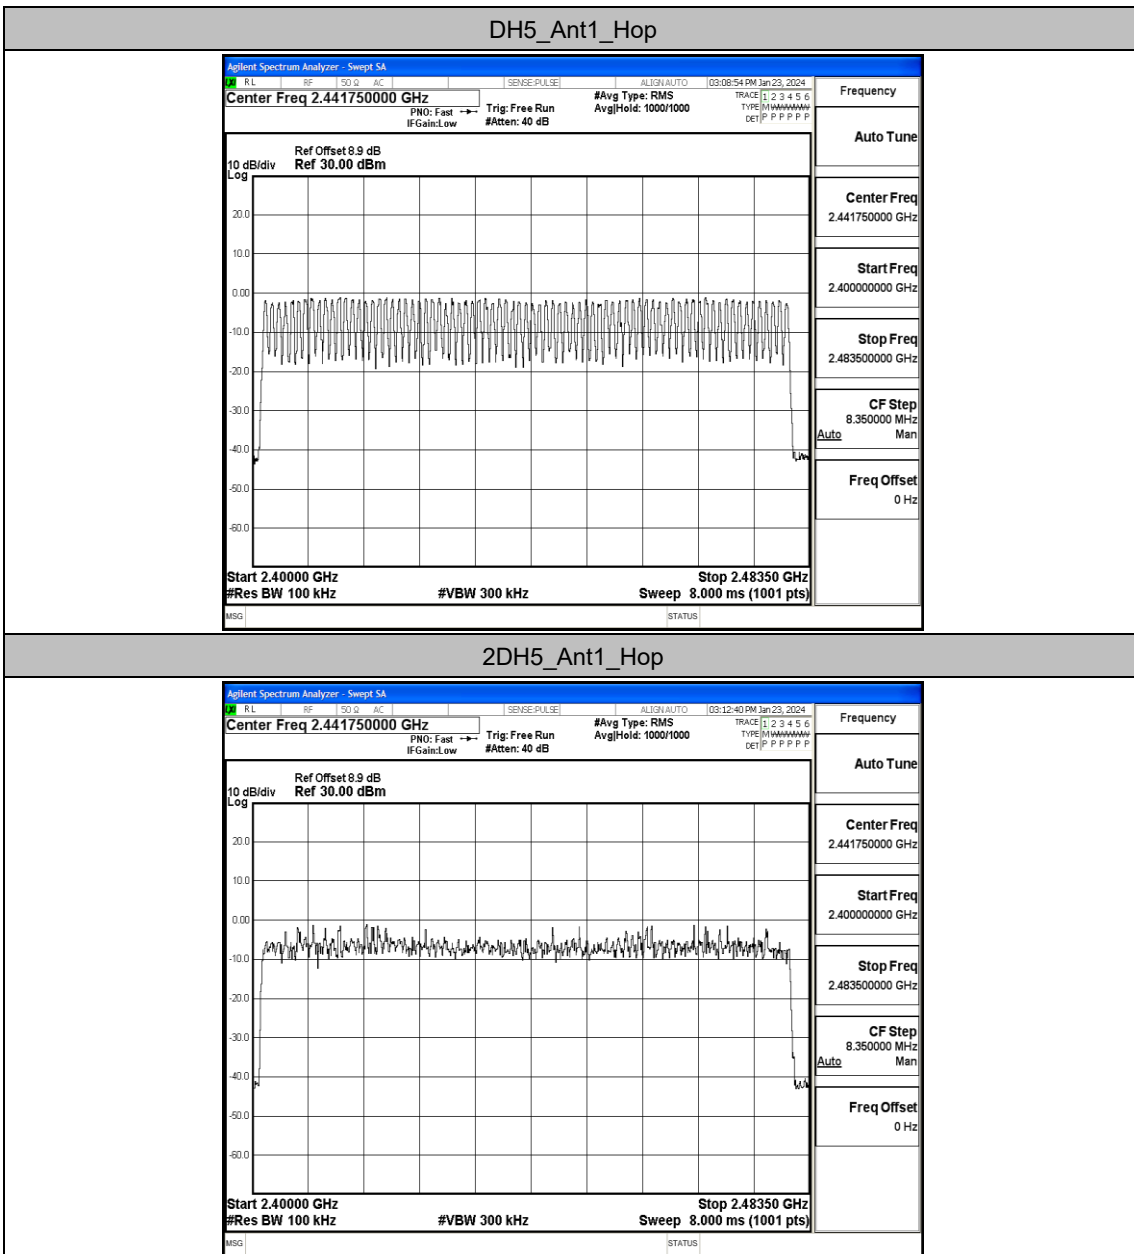 DH5_Ant1_Hop
Agilent Spectrum Analyzer - Swept SA
LXI RL RF 50 Ω AC SENSE:PULSE ALIGNAUTO 03:08:54 PM Jan 23, 2024
Center Freq 2.441750000 GHz #Avg Type: RMS TRACE 1 2 3 4 5 6
PNO: Fast Trig: Free Run Avg|Hold: 1000/1000 TYPE M WWWWW
IFGain:Low #Atten: 40 dB DET P P P P P P
Ref Offset 8.9 dB
10 dB/div Ref 30.00 dBm
Log
20.0
10.0
0.00
-10.0
-20.0
-30.0
-40.0
-50.0
-60.0
Start 2.40000 GHz Stop 2.48350 GHz
#Res BW 100 kHz #VBW 300 kHz Sweep 8.000 ms (1001 pts)
MSG STATUS
Frequency
Auto Tune
Center Freq
2.441750000 GHz
Start Freq
2.400000000 GHz
Stop Freq
2.483500000 GHz
CF Step
8.350000 MHz
Auto Man
Freq Offset
0 Hz
2DH5_Ant1_Hop
Agilent Spectrum Analyzer - Swept SA
LXI RL RF 50 Ω AC SENSE:PULSE ALIGNAUTO 03:12:40 PM Jan 23, 2024
Center Freq 2.441750000 GHz #Avg Type: RMS TRACE 1 2 3 4 5 6
PNO: Fast Trig: Free Run Avg|Hold: 1000/1000 TYPE M WWWWW
IFGain:Low #Atten: 40 dB DET P P P P P P
Ref Offset 8.9 dB
10 dB/div Ref 30.00 dBm
Log
20.0
10.0
0.00
-10.0
-20.0
-30.0
-40.0
-50.0
-60.0
Start 2.40000 GHz Stop 2.48350 GHz
#Res BW 100 kHz #VBW 300 kHz Sweep 8.000 ms (1001 pts)
MSG STATUS
Frequency
Auto Tune
Center Freq
2.441750000 GHz
Start Freq
2.400000000 GHz
Stop Freq
2.483500000 GHz
CF Step
8.350000 MHz
Auto Man
Freq Offset
0 Hz